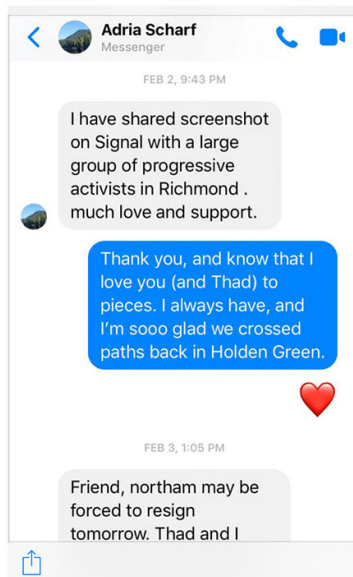 Adria Scharf
Messenger
FEB 2, 9:43 PM
I have shared screenshot
on Signal with a large
group of progressive
activists in Richmond .
much love and support.
Thank you, and know that I
love you (and Thad) to
pieces. I always have, and
I'm sooo glad we crossed
paths back in Holden Green.
FEB 3, 1:05 PM
Friend, northam may be
forced to resign
tomorrow. Thad and I